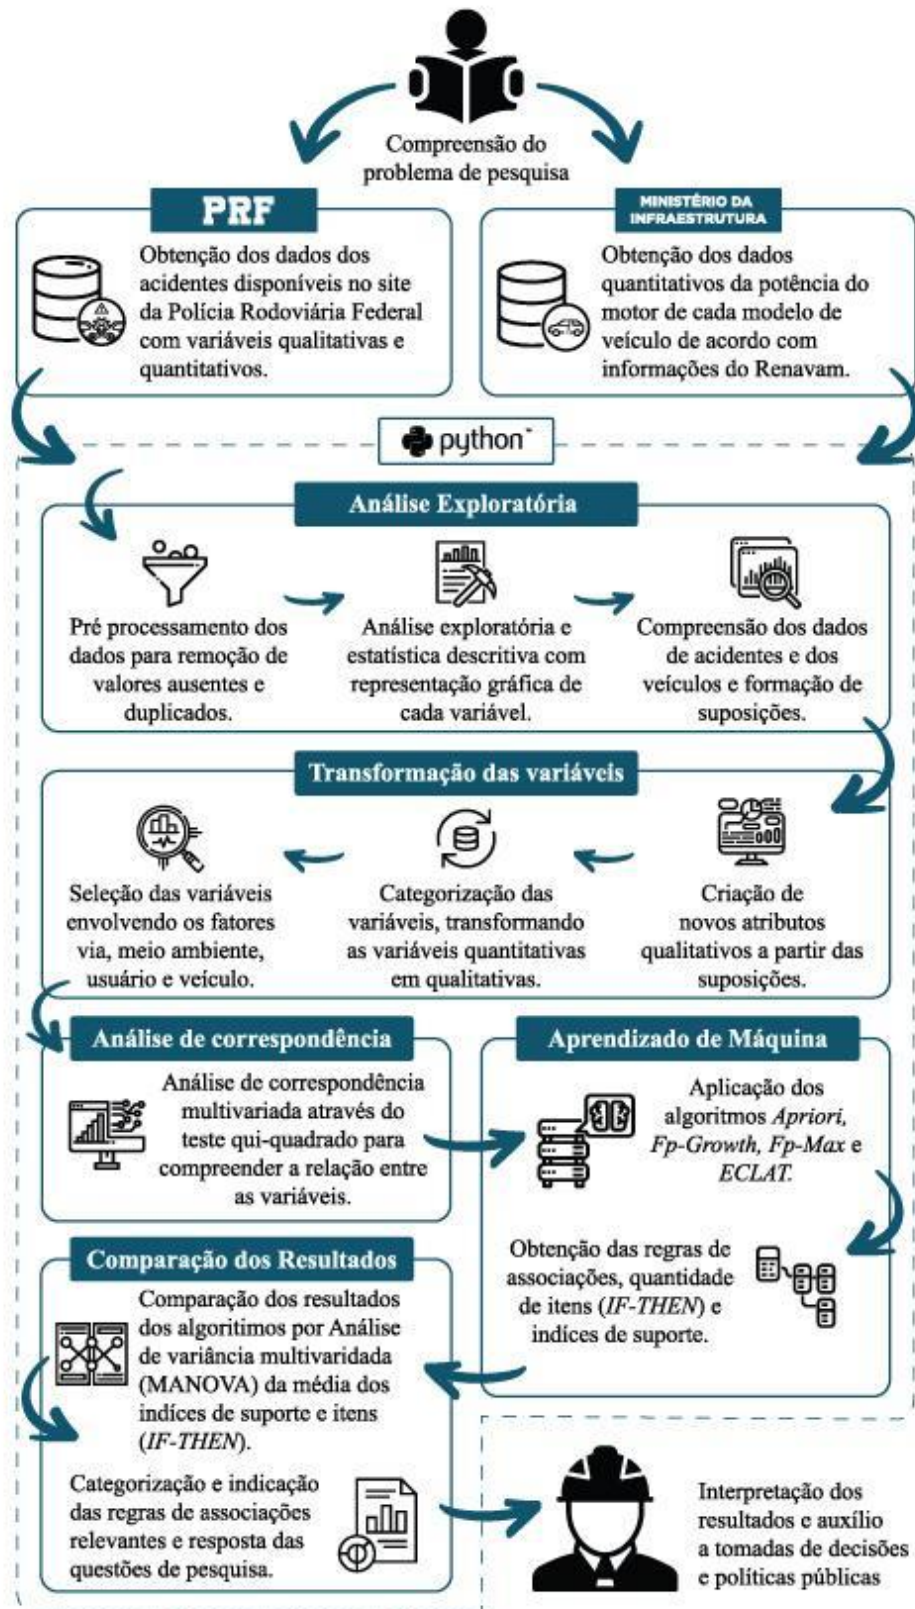 Compreensão do
problema de pesquisa
PRF
Obtenção dos dados dos
acidentes disponíveis no site
da Polícia Rodoviária Federal
com variáveis qualitativas e
quantitativos.
MINISTÉRIO DA
INFRAESTRUTURA
Obtenção dos dados
quantitativos da potência do
motor de cada modelo de
veículo de acordo com
informações do Renavam.
python™
Análise Exploratória
Pré processamento dos
dados para remoção de
valores ausentes e
duplicados.
Análise exploratória e
estatística descritiva com
representação gráfica de
cada variável.
Compreensão dos dados
de acidentes e dos
veículos e formação de
suposições.
Transformação das variáveis
Seleção das variáveis
envolvendo os fatores
via, meio ambiente,
usuário e veículo.
Categorização das
variáveis, transformando
as variáveis quantitativas
em qualitativas.
Criação de
novos atributos
qualitativos a partir das
suposições.
Análise de correspondência
Análise de correspondência
multivariada através do
teste qui-quadrado para
compreender a relação entre
as variáveis.
Aprendizado de Máquina
Aplicação dos
algoritmos Apriori,
Fp-Growth, Fp-Max e
ECLAT.
Obtenção das regras de
associações, quantidade
de itens (IF-THEN) e
indíces de suporte.
Comparação dos Resultados
Comparação dos resultados
dos algoritimos por Análise
de variância multivaridada
(MANOVA) da média dos
indíces de suporte e itens
(IF-THEN).
Categorização e indicação
das regras de associações
relevantes e resposta das
questões de pesquisa.
Interpretação dos
resultados e auxílio
a tomadas de decisões
e políticas públicas